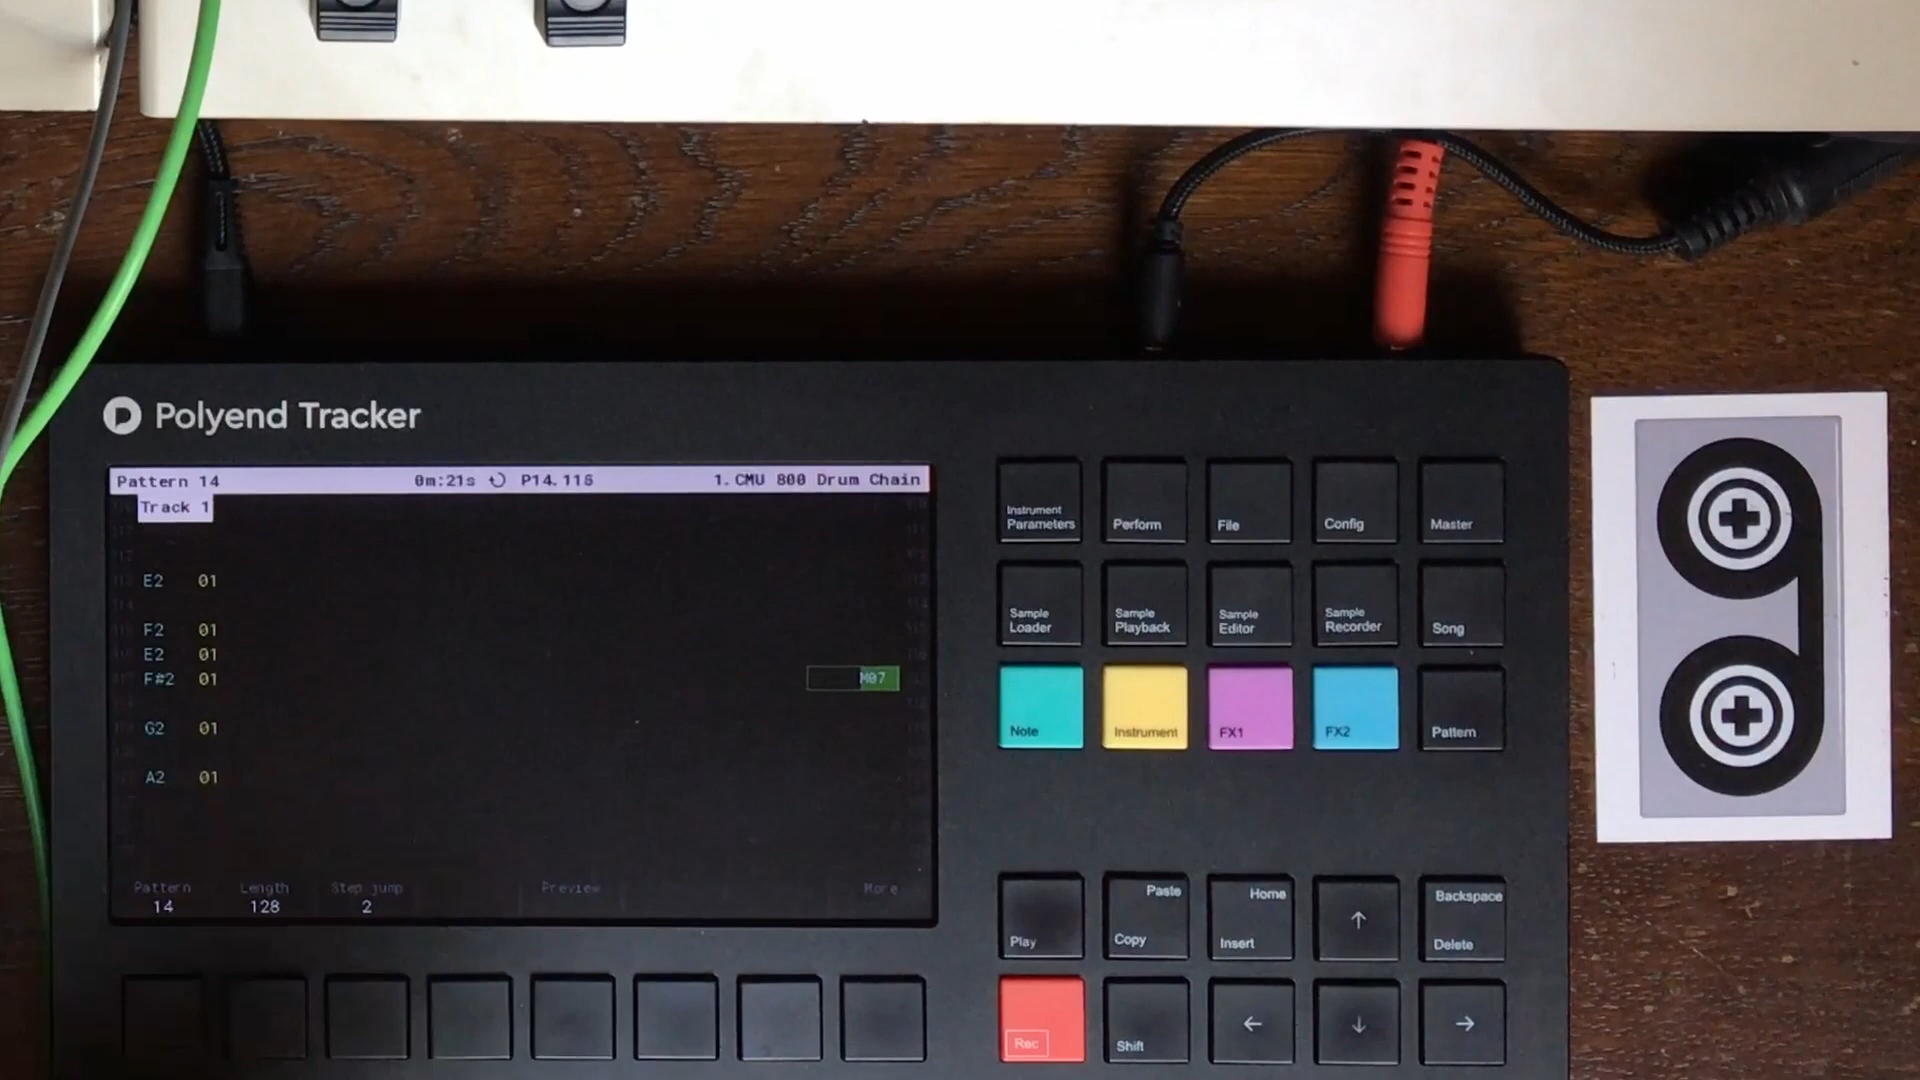 Polyend Tracker
Pattern 14 0m:21s P14.116 1. CMU 800 Drum Chain
Track 1
E2 01
F2 01
E2 01
F#2 01 M07
G2 01
A2 01
Pattern Length Step jump Preview More
14 128 2
Instrument Parameters
Perform
File
Config
Master
Sample Loader
Sample Playback
Sample Editor
Sample Recorder
Song
Note
Instrument
FX1
FX2
Pattern
Play
Paste
Copy
Home
Insert
Backspace
Delete
Rec
Shift